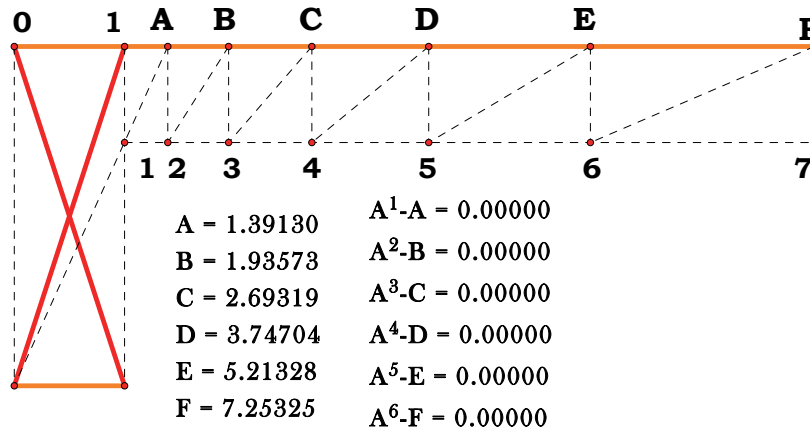 0 1 A B C D E F
1 2 3 4 5 6 7
A = 1.39130
B = 1.93573
C = 2.69319
D = 3.74704
E = 5.21328
F = 7.25325
A¹-A = 0.00000
A²-B = 0.00000
A³-C = 0.00000
A⁴-D = 0.00000
A⁵-E = 0.00000
A⁶-F = 0.00000